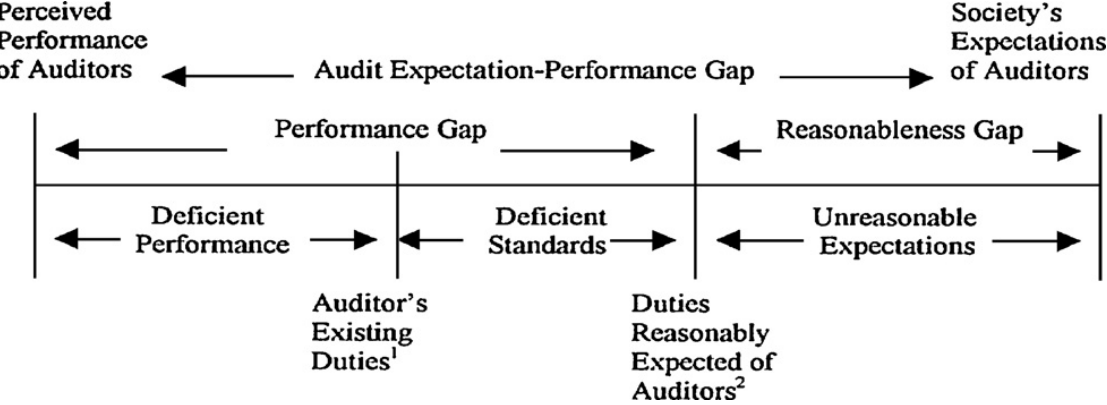 Perceived
Performance
of Auditors
Society's
Expectations
of Auditors
Audit Expectation-Performance Gap
Performance Gap
Reasonableness Gap
Deficient
Performance
Deficient
Standards
Unreasonable
Expectations
Auditor's
Existing
Duties¹
Duties
Reasonably
Expected of
Auditors²